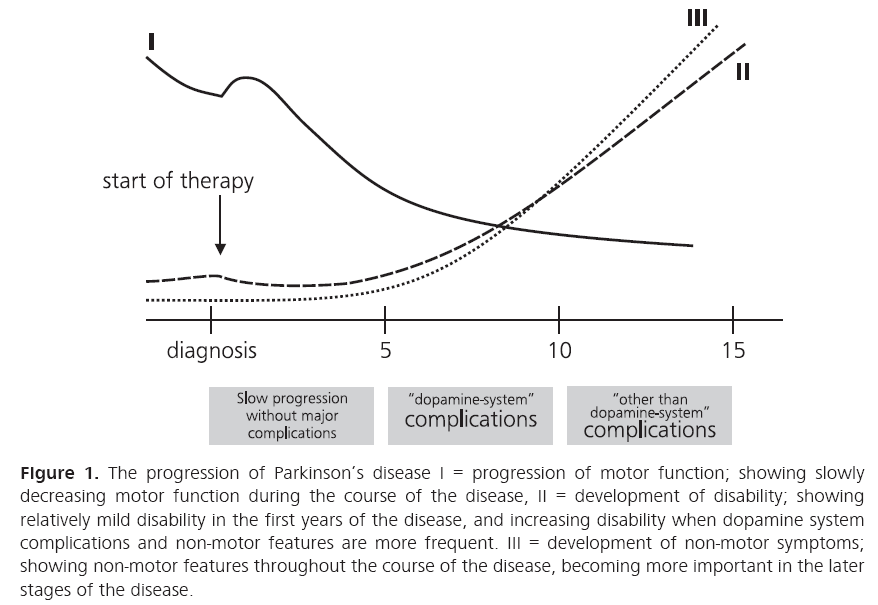 III
I
II
start of therapy
diagnosis 5 10 15
Slow progression
without major
complications
"dopamine-system"
complications
"other than
dopamine-system"
complications
Figure 1. The progression of Parkinson´s disease I = progression of motor function; showing slowly
decreasing motor function during the course of the disease, II = development of disability; showing
relatively mild disability in the first years of the disease, and increasing disability when dopamine system
complications and non-motor features are more frequent. III = development of non-motor symptoms;
showing non-motor features throughout the course of the disease, becoming more important in the later
stages of the disease.